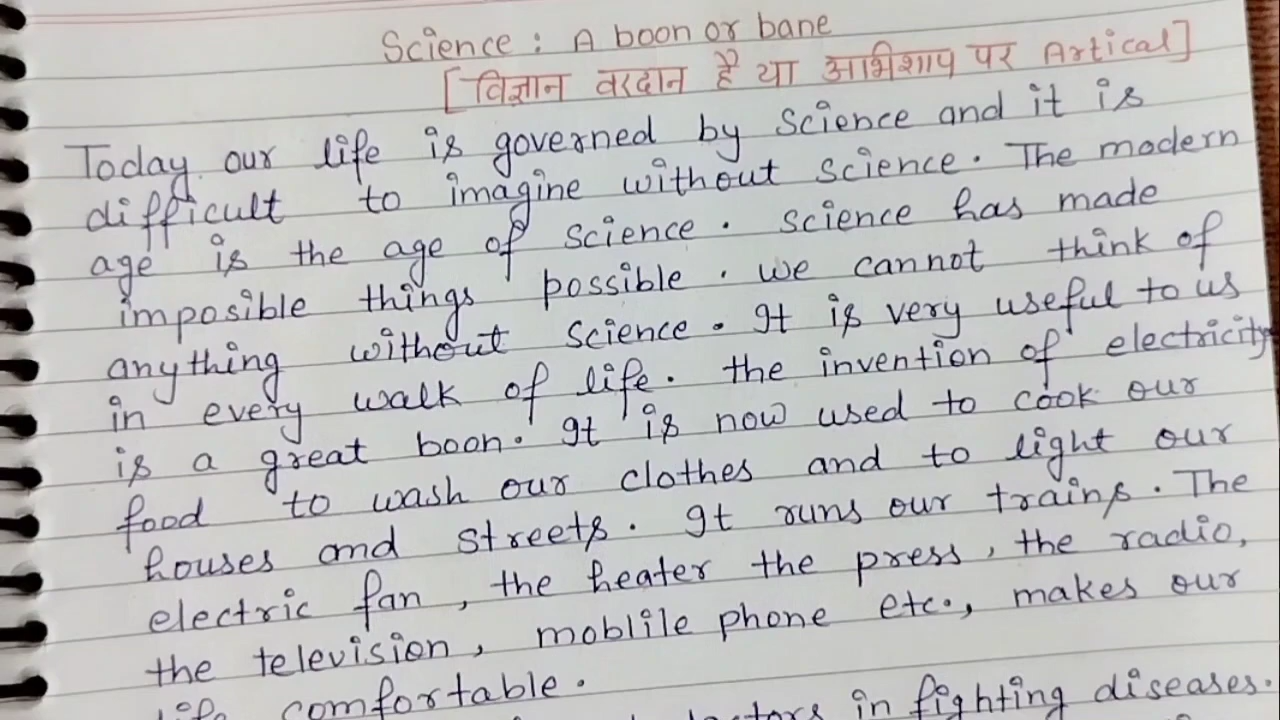 Science : A boon or bane
[विज्ञान वरदान है या अभिशाप पर Artical]
Today our life is governed by Science and it is
difficult to imagine without science. The modern
age is the age of science. Science has made
imposible things possible. we cannot think of
anything without science. It is very useful to us
in every walk of life. the invention of electricity
is a great boon. It is now used to cook our
food to wash our clothes and to light our
houses and streets. It runs our trains. The
electric fan, the heater the press, the radio,
the television, moblile phone etc., makes our
life comfortable.
in fighting diseases.